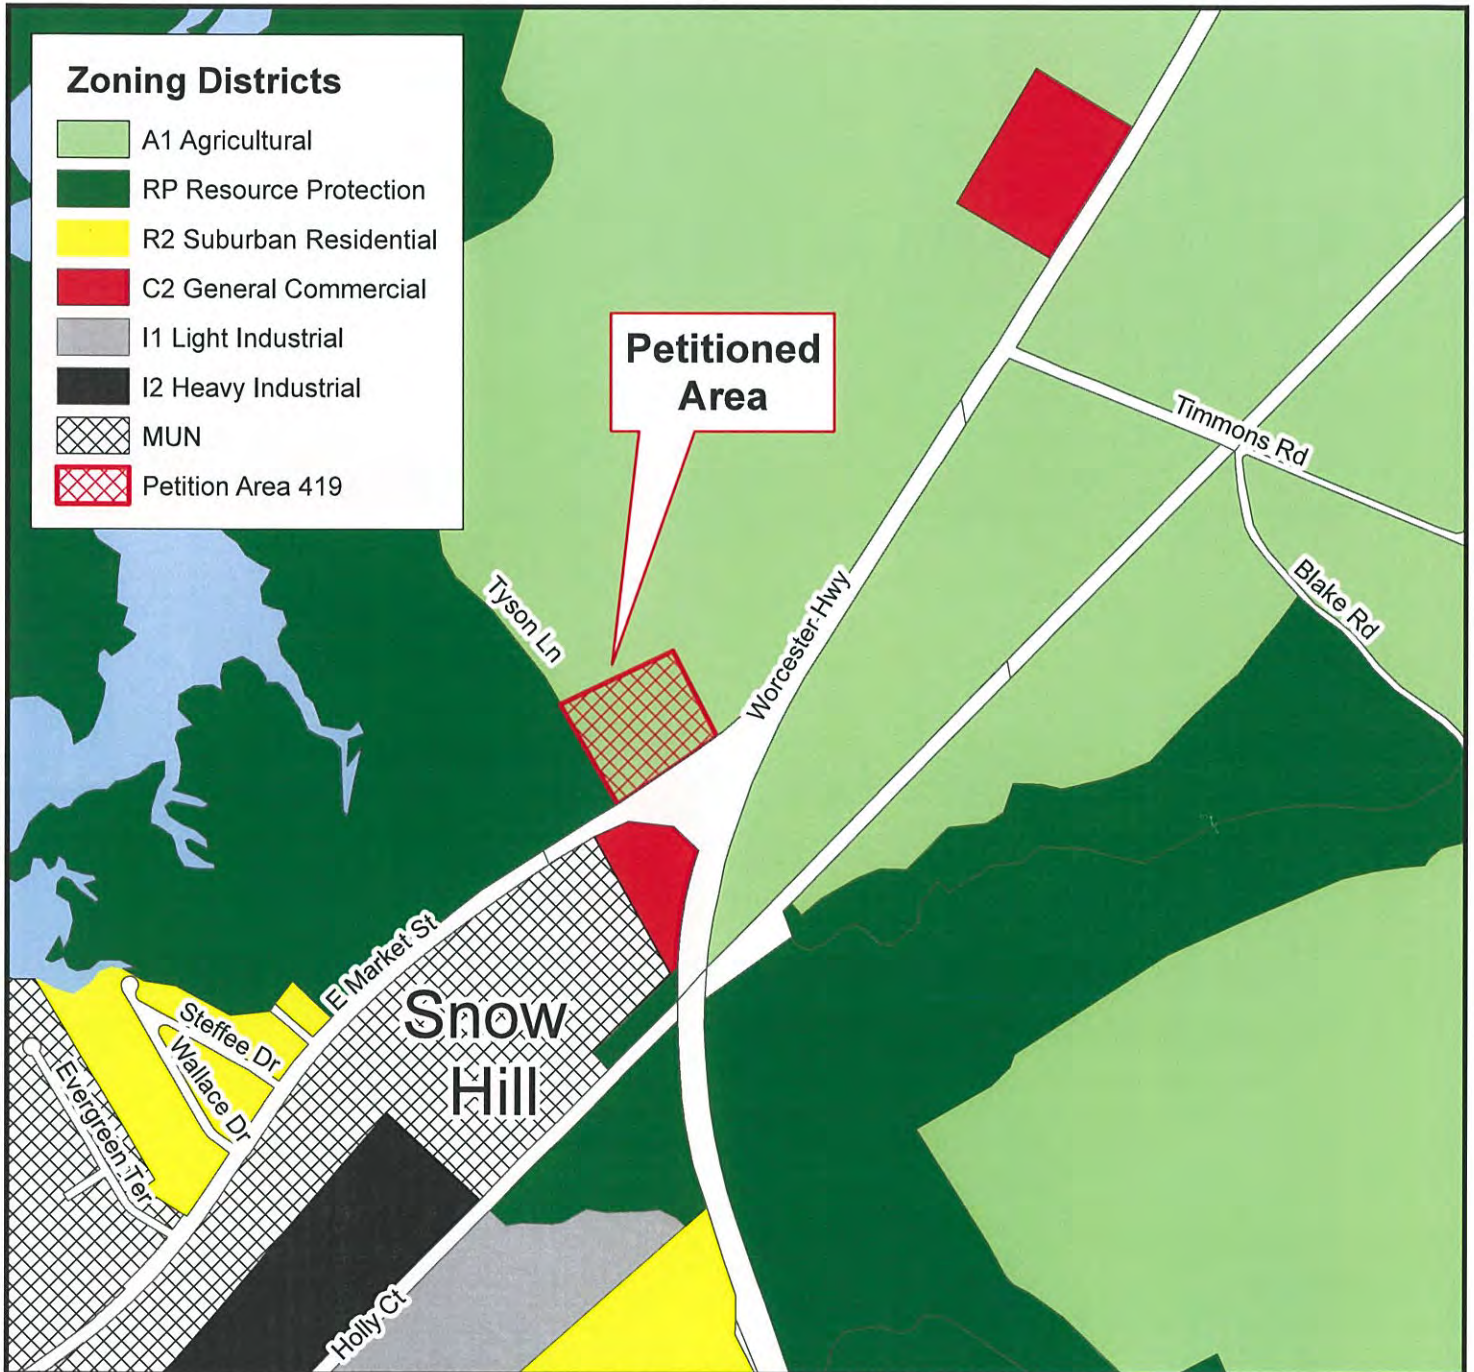 Zoning Districts
A1 Agricultural
RP Resource Protection
R2 Suburban Residential
C2 General Commercial
I1 Light Industrial
I2 Heavy Industrial
MUN
Petition Area 419
Petitioned
Area
Timmons Rd
Blake Rd
Tyson Ln
Worcester Hwy
E Market St
Snow
Hill
Steffee Dr
Wallace Dr
Evergreen Ter
Holly Ct